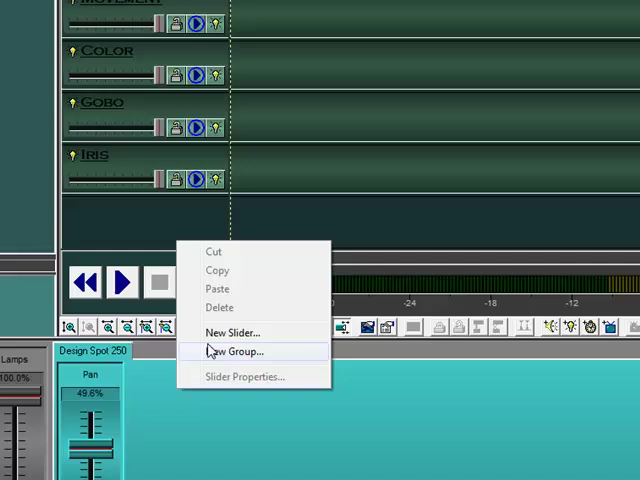 MOVEMENT
COLOR
GOBO
IRIS
Cut
Copy
Paste
Delete
New Slider...
New Group...
Slider Properties...
-24
-12
Lamps
100.0%
Design Spot 250
Pan
49.6%